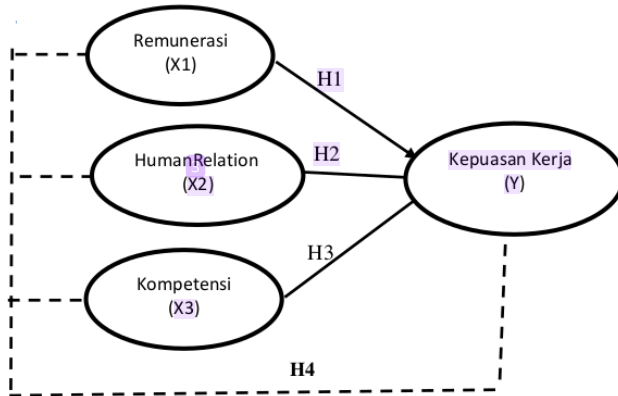 Remunerasi
(X1)
H1
HumanRelation
(X2)
H2
Kepuasan Kerja
(Y)
H3
Kompetensi
(X3)
H4